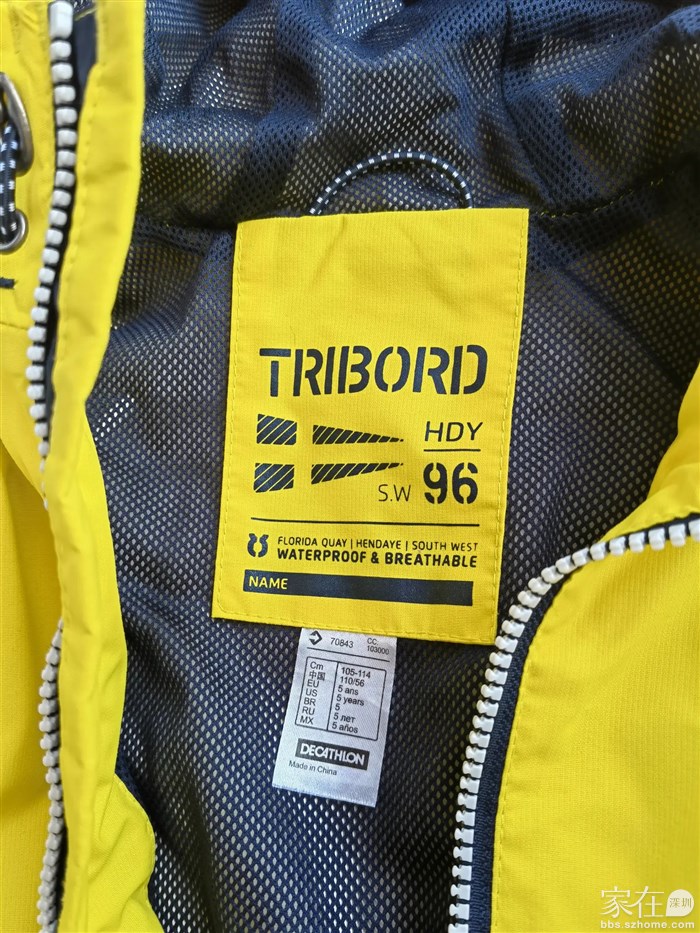 TRIBORD
HDY
S.W 96
FLORIDA QUAY | HENDAYE | SOUTH WEST
WATERPROOF & BREATHABLE
NAME
70843 CC.
103000
Cm 105-114
中国 110/56
EU 5 ans
US 5 years
BR 5
RU 5 лет
MX 5 años
DECATHLON
Made in China
家在深圳
bbs.szhome.com